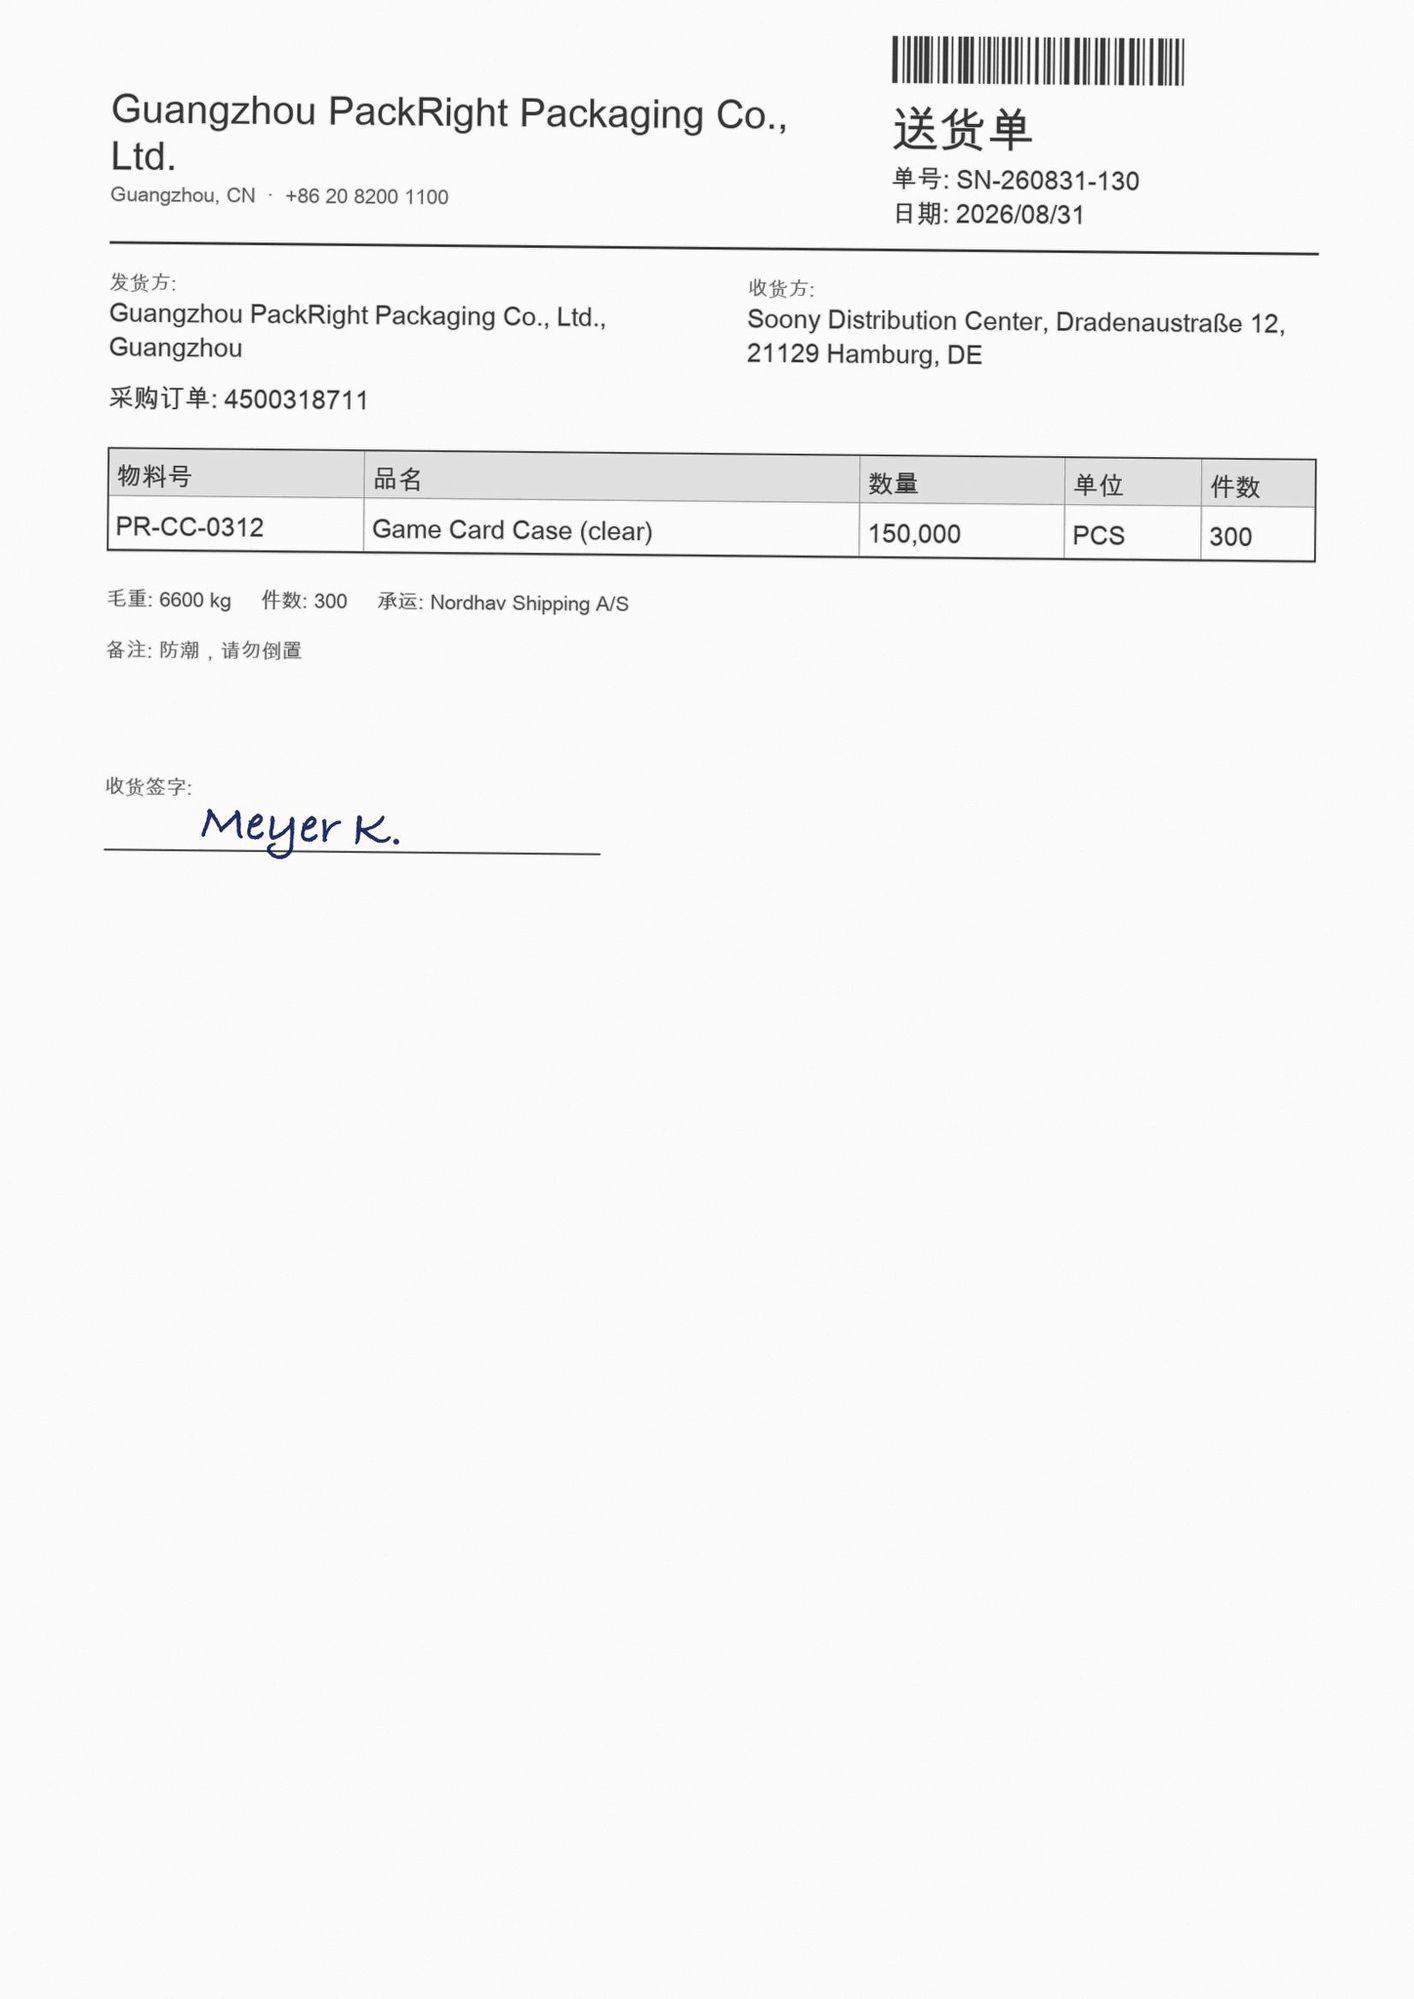 Guangzhou PackRight Packaging Co.,
Ltd.
Guangzhou, CN · +86 20 8200 1100
送货单
单号: SN-260831-130
日期: 2026/08/31
发货方:
Guangzhou PackRight Packaging Co., Ltd.,
Guangzhou
收货方:
Soony Distribution Center, Dradenaustraße 12,
21129 Hamburg, DE
采购订单: 4500318711
物料号 品名 数量 单位 件数
PR-CC-0312 Game Card Case (clear) 150,000 PCS 300
毛重: 6600 kg 件数: 300 承运: Nordhav Shipping A/S
备注: 防潮，请勿倒置
收货签字:
Meyer K.